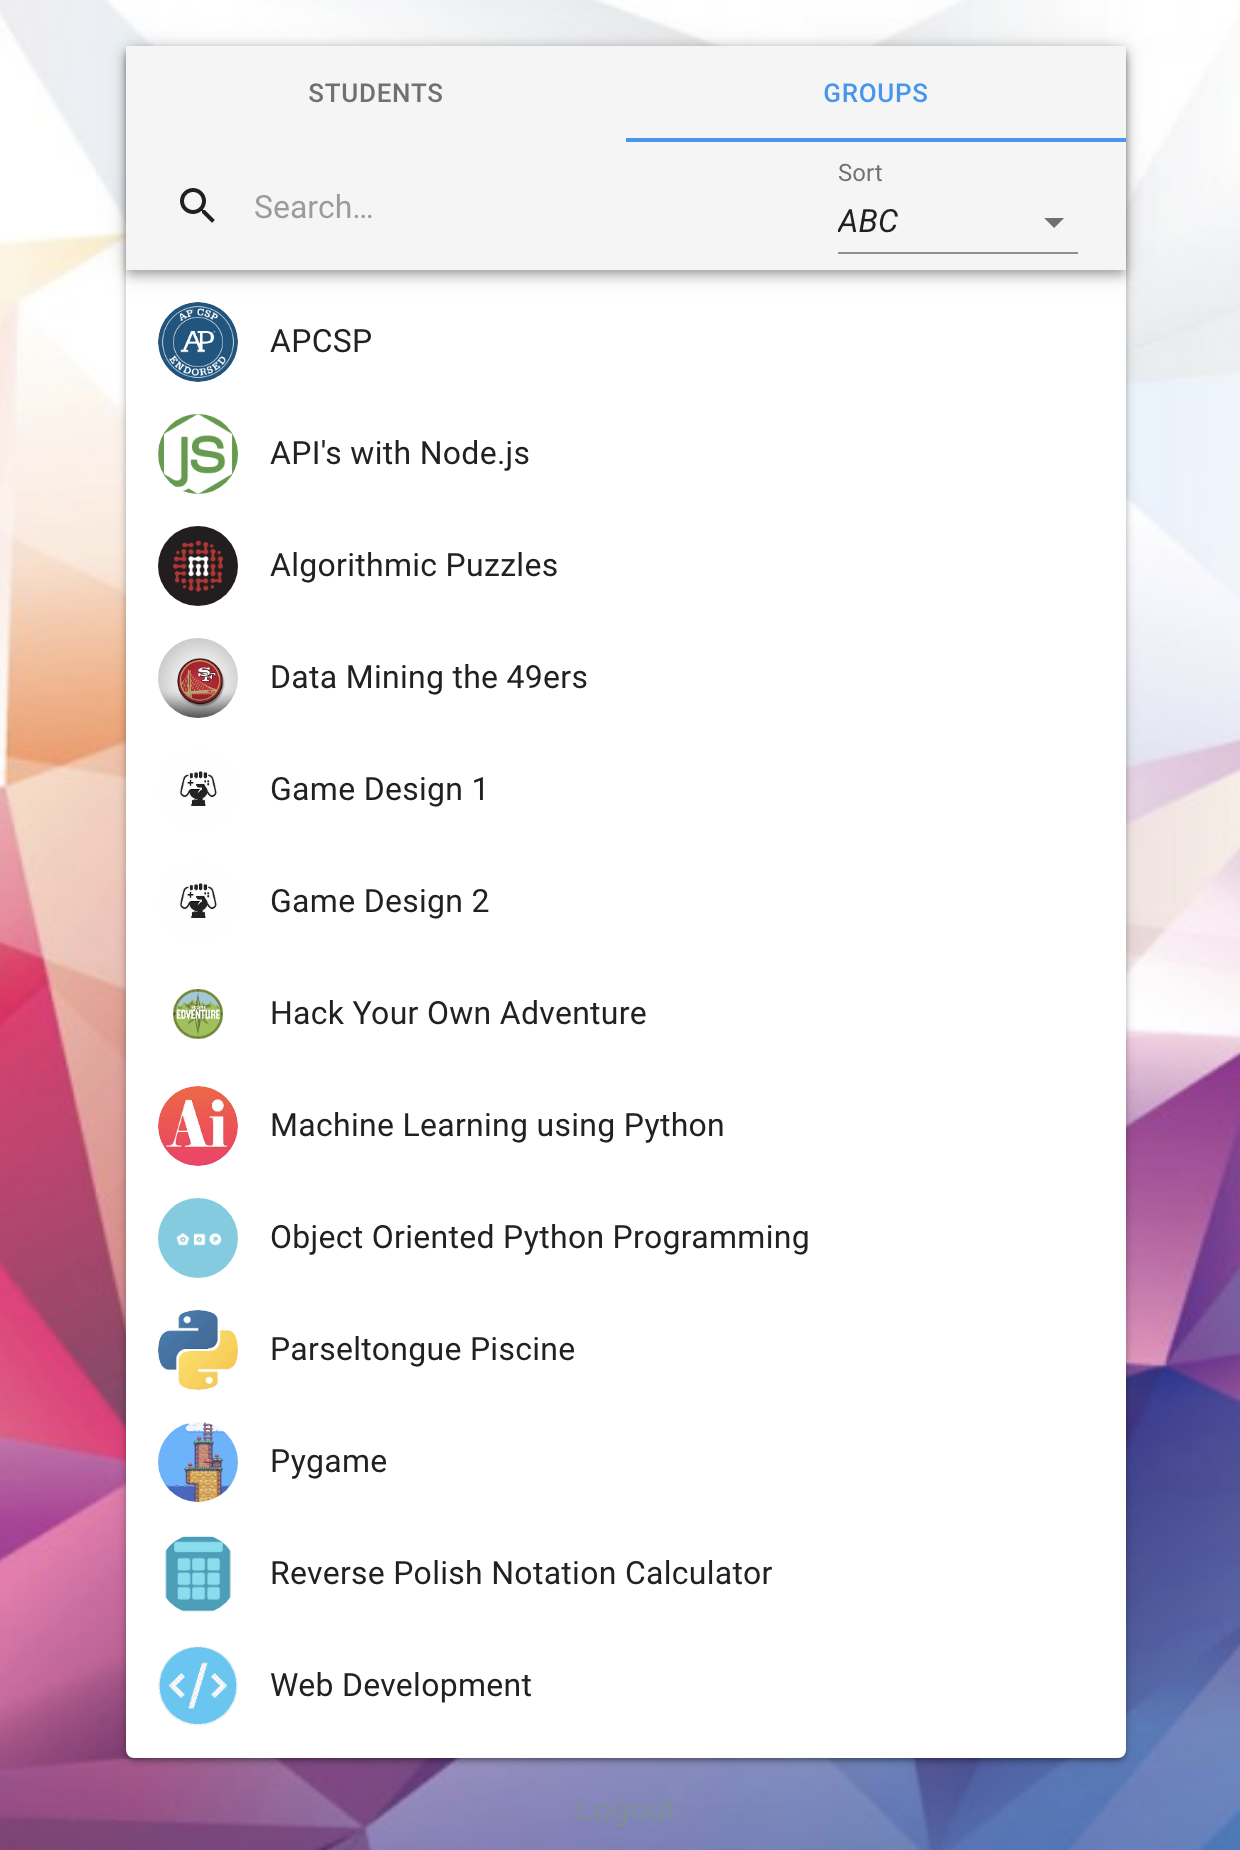 STUDENTS
GROUPS
Search...
Sort
ABC
AP CSP
AP
ENDORSED
APCSP
JS
API's with Node.js
Algorithmic Puzzles
SF
Data Mining the 49ers
Game Design 1
Game Design 2
EDVENTURE
Hack Your Own Adventure
Ai
Machine Learning using Python
Object Oriented Python Programming
Parseltongue Piscine
Pygame
Reverse Polish Notation Calculator
</>
Web Development
Logout